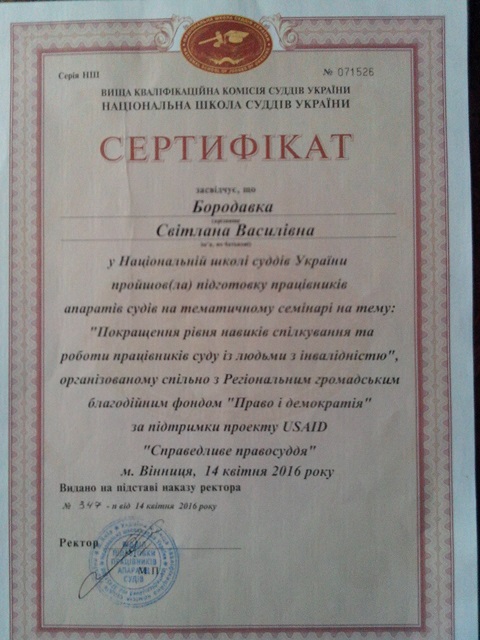 Серія НШ
№ 071526
ВИЩА КВАЛІФІКАЦІЙНА КОМІСІЯ СУДДІВ УКРАЇНИ
НАЦІОНАЛЬНА ШКОЛА СУДДІВ УКРАЇНИ
СЕРТИФІКАТ
засвідчує, що
Бородавка
(прізвище)
Світлана Василівна
(ім'я, по батькові)
у Національній школі суддів України
пройшов(ла) підготовку працівників
апаратів судів на тематичному семінарі на тему:
"Покращення рівня навиків спілкування та
роботи працівників суду із людьми з інвалідністю",
організованому спільно з Регіональним громадським
благодійним фондом "Право і демократія"
за підтримки проекту USAID
"Справедливе правосуддя"
м. Вінниця, 14 квітня 2016 року
Видано на підставі наказу ректора
№ 347 - н від 14 квітня 2016 року
Ректор
М.П.
ПРАЦІВНИКІВ
АПАРАТІВ
СУДІВ